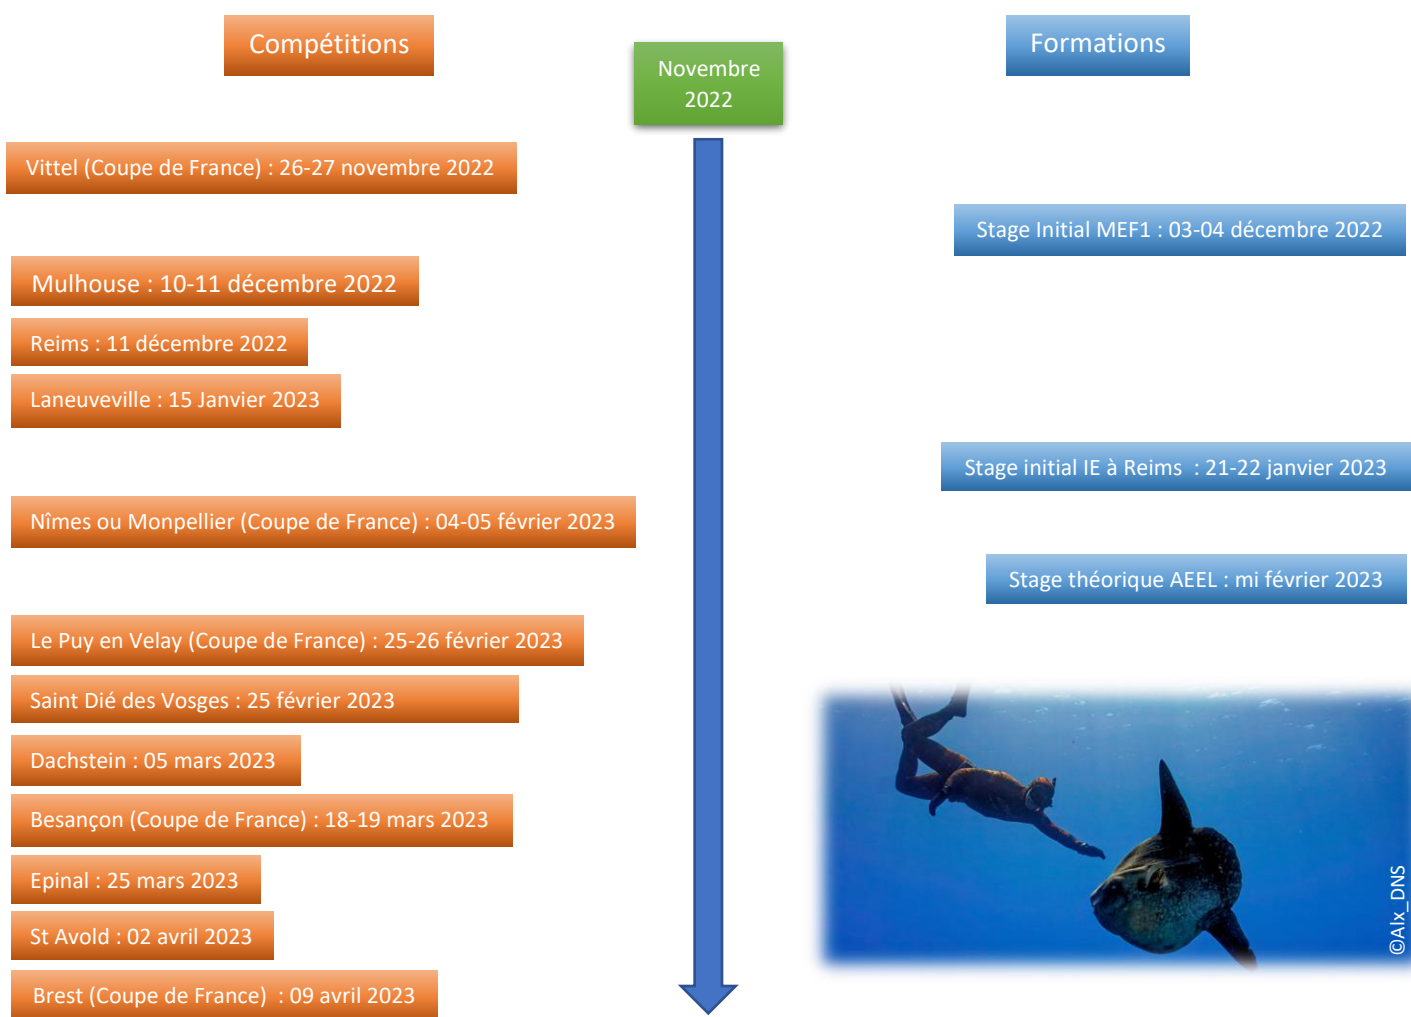 Compétitions
Formations
Novembre
2022
Vittel (Coupe de France) : 26-27 novembre 2022
Stage Initial MEF1 : 03-04 décembre 2022
Mulhouse : 10-11 décembre 2022
Reims : 11 décembre 2022
Laneuveville : 15 Janvier 2023
Stage initial IE à Reims : 21-22 janvier 2023
Nîmes ou Monpellier (Coupe de France) : 04-05 février 2023
Stage théorique AEEL : mi février 2023
Le Puy en Velay (Coupe de France) : 25-26 février 2023
Saint Dié des Vosges : 25 février 2023
Dachstein : 05 mars 2023
Besançon (Coupe de France) : 18-19 mars 2023
Epinal : 25 mars 2023
St Avold : 02 avril 2023
Brest (Coupe de France) : 09 avril 2023
©Alx_DNS